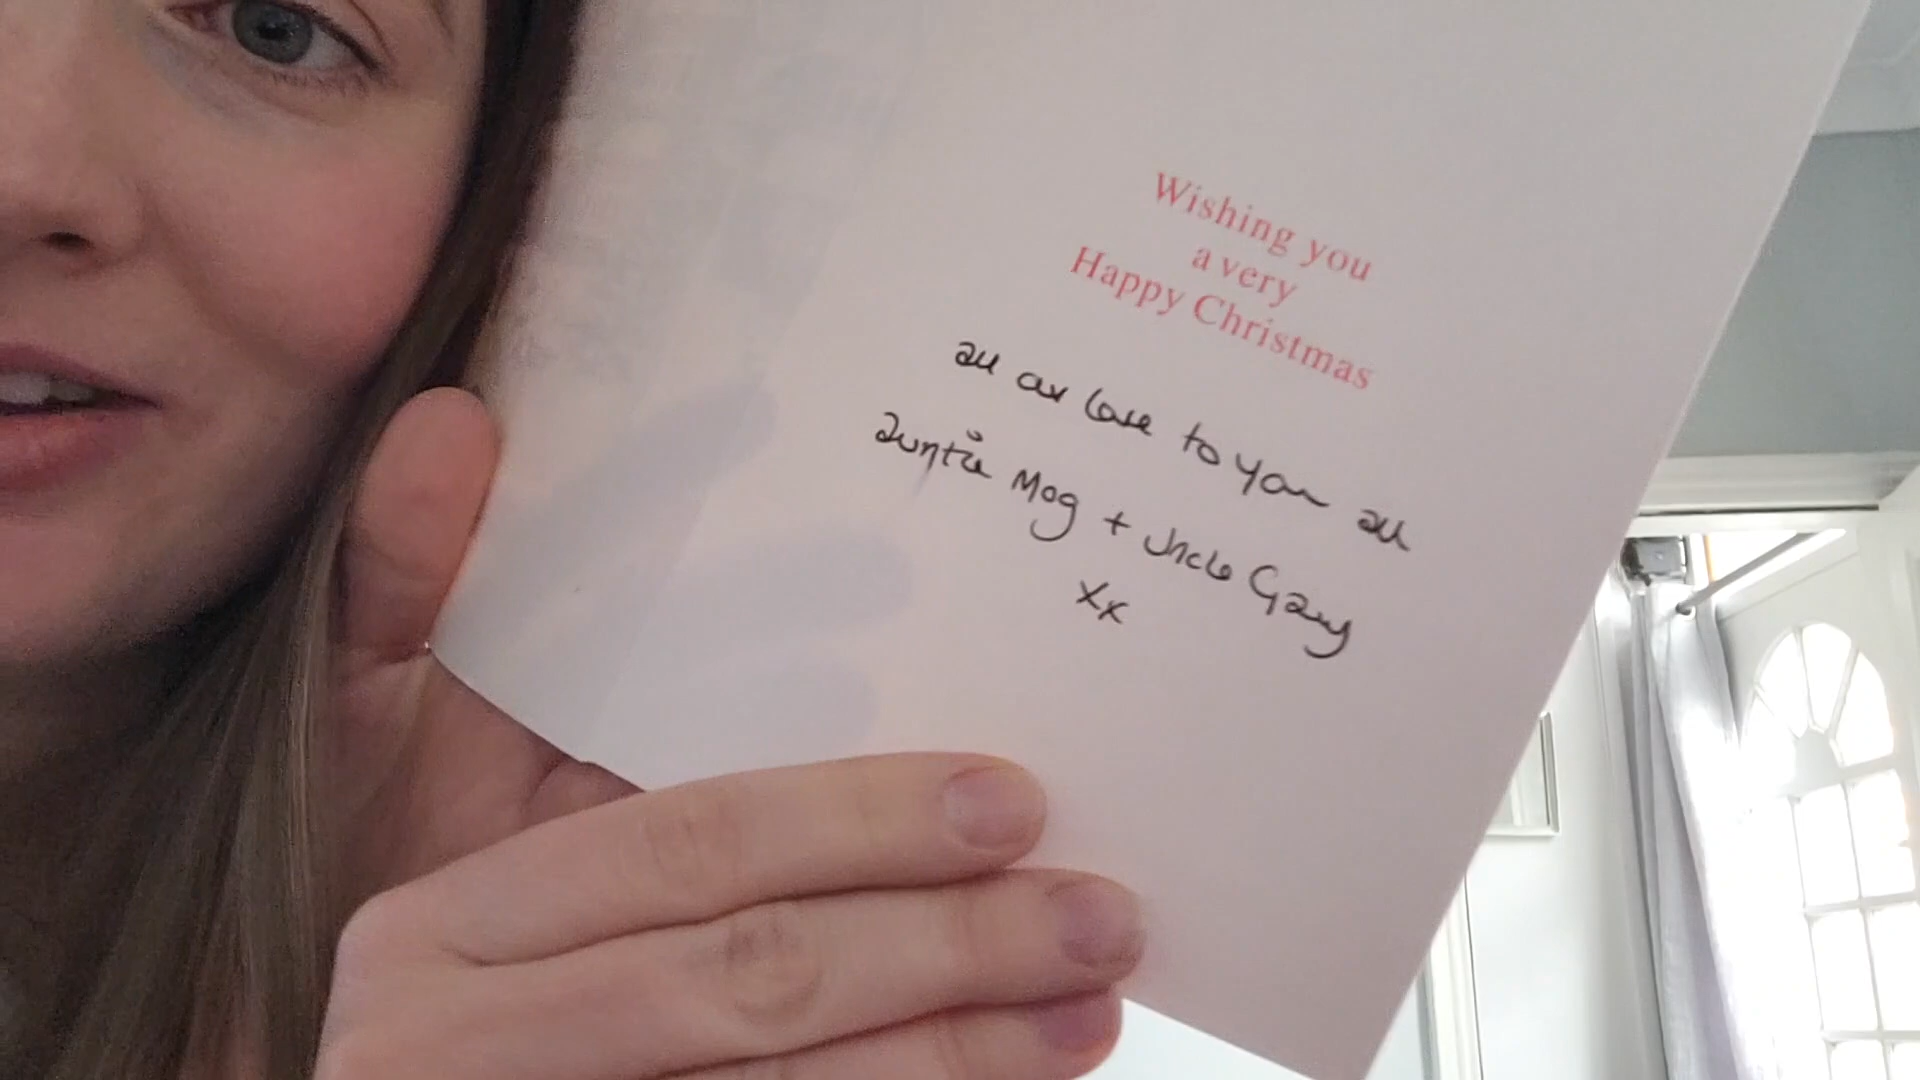 Wishing you
a very
Happy Christmas
all our love to you all
auntie Mog + Uncle Gary
xx